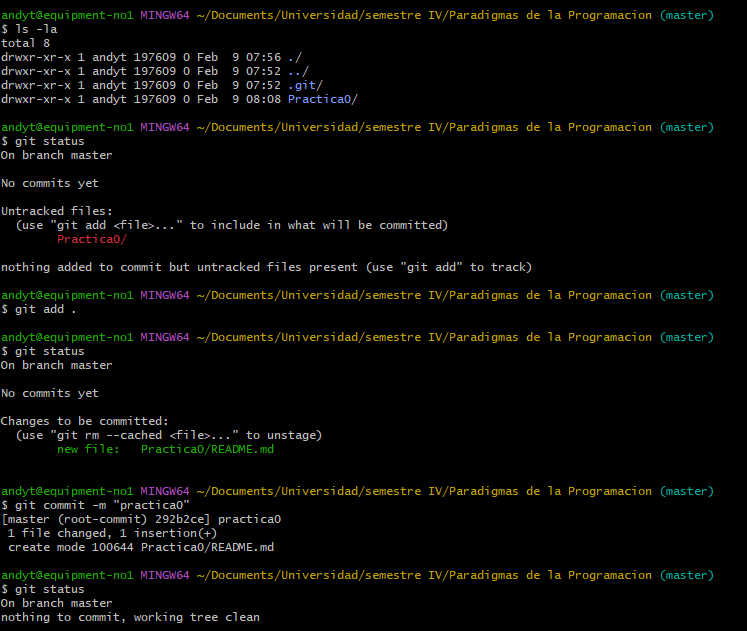 andyt@equipment-no1 MINGW64 ~/Documents/Universidad/semestre IV/Paradigmas de la Programacion (master)
$ ls -la
total 8
drwxr-xr-x 1 andyt 197609 0 Feb  9 07:56 ./
drwxr-xr-x 1 andyt 197609 0 Feb  9 07:52 ../
drwxr-xr-x 1 andyt 197609 0 Feb  9 07:52 .git/
drwxr-xr-x 1 andyt 197609 0 Feb  9 08:08 Practica0/

andyt@equipment-no1 MINGW64 ~/Documents/Universidad/semestre IV/Paradigmas de la Programacion (master)
$ git status
On branch master

No commits yet

Untracked files:
  (use "git add <file>..." to include in what will be committed)
        Practica0/

nothing added to commit but untracked files present (use "git add" to track)

andyt@equipment-no1 MINGW64 ~/Documents/Universidad/semestre IV/Paradigmas de la Programacion (master)
$ git add .

andyt@equipment-no1 MINGW64 ~/Documents/Universidad/semestre IV/Paradigmas de la Programacion (master)
$ git status
On branch master

No commits yet

Changes to be committed:
  (use "git rm --cached <file>..." to unstage)
        new file:   Practica0/README.md


andyt@equipment-no1 MINGW64 ~/Documents/Universidad/semestre IV/Paradigmas de la Programacion (master)
$ git commit -m "practica0"
[master (root-commit) 292b2ce] practica0
 1 file changed, 1 insertion(+)
 create mode 100644 Practica0/README.md

andyt@equipment-no1 MINGW64 ~/Documents/Universidad/semestre IV/Paradigmas de la Programacion (master)
$ git status
On branch master
nothing to commit, working tree clean